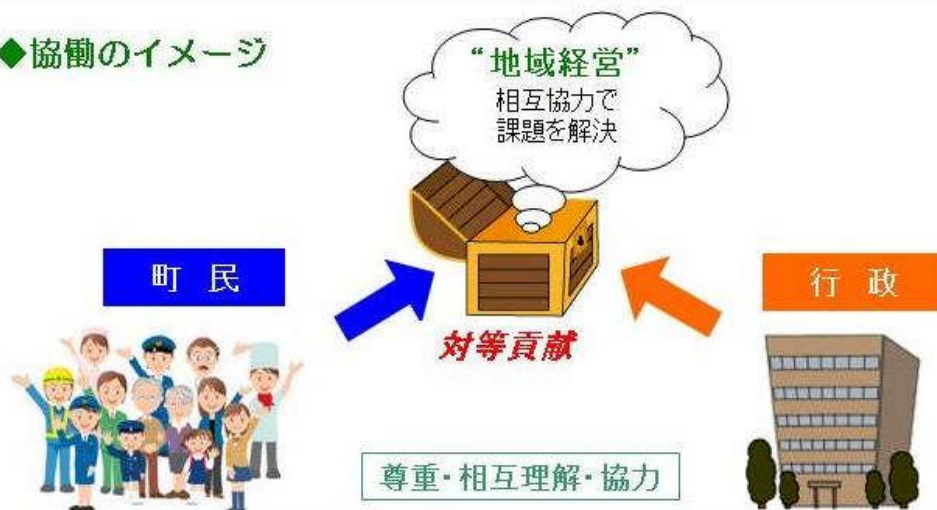 ◆協働のイメージ
“地域経営”
相互協力で
課題を解決
町民
行政
対等貢献
尊重・相互理解・協力